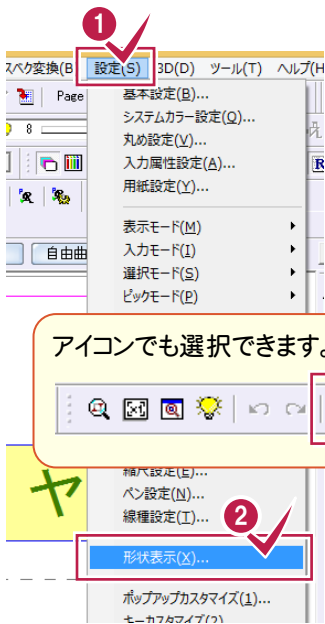 1
スペク変換(B 設定(S) 3D(D) ツール(T) ヘルプ(H
Page 基本設定(B)...
8 システムカラー設定(Q)...
丸め設定(V)...
入力属性設定(A)...
用紙設定(Y)...
表示モード(M)
自由曲 入力モード(I)
選択モード(S)
ピックモード(P)
アイコンでも選択できます。
縮尺設定(E)...
ヤ ペン設定(N)...
線種設定(T)... 2
形状表示(X)...
ポップアップカスタマイズ(1)...
キーカスタマイズ(2)